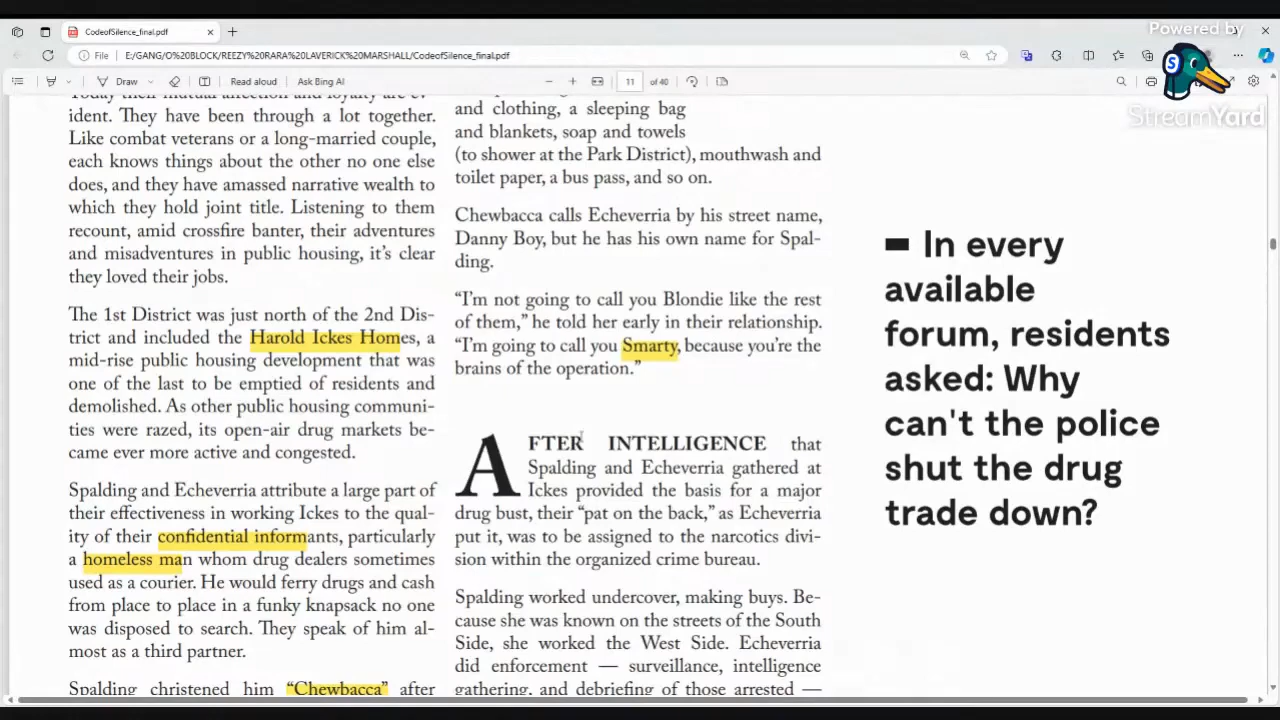 Powered by
StreamYard
CodeofSilence_final.pdf
File
E:/GANG/O%20BLOCK/REEZY%20RARA%20LAVERICK%20MARSHALL/CodeofSilence_final.pdf
Draw
Read aloud
Ask Bing AI
11
of 40
Today their mutual affection and loyalty are ev-
ident. They have been through a lot together.
Like combat veterans or a long-married couple,
each knows things about the other no one else
does, and they have amassed narrative wealth to
which they hold joint title. Listening to them
recount, amid crossfire banter, their adventures
and misadventures in public housing, it’s clear
they loved their jobs.
The 1st District was just north of the 2nd Dis-
trict and included the Harold Ickes Homes, a
mid-rise public housing development that was
one of the last to be emptied of residents and
demolished. As other public housing communi-
ties were razed, its open-air drug markets be-
came ever more active and congested.
Spalding and Echeverria attribute a large part of
their effectiveness in working Ickes to the qual-
ity of their confidential informants, particularly
a homeless man whom drug dealers sometimes
used as a courier. He would ferry drugs and cash
from place to place in a funky knapsack no one
was disposed to search. They speak of him al-
most as a third partner.
Spalding christened him “Chewbacca” after
and clothing, a sleeping bag
and blankets, soap and towels
(to shower at the Park District), mouthwash and
toilet paper, a bus pass, and so on.
Chewbacca calls Echeverria by his street name,
Danny Boy, but he has his own name for Spal-
ding.
“I’m not going to call you Blondie like the rest
of them,” he told her early in their relationship.
“I’m going to call you Smarty, because you’re the
brains of the operation.”
AFTER INTELLIGENCE that
Spalding and Echeverria gathered at
Ickes provided the basis for a major
drug bust, their “pat on the back,” as Echeverria
put it, was to be assigned to the narcotics divi-
sion within the organized crime bureau.
Spalding worked undercover, making buys. Be-
cause she was known on the streets of the South
Side, she worked the West Side. Echeverria
did enforcement — surveillance, intelligence
gathering, and debriefing of those arrested —
In every
available
forum, residents
asked: Why
can't the police
shut the drug
trade down?